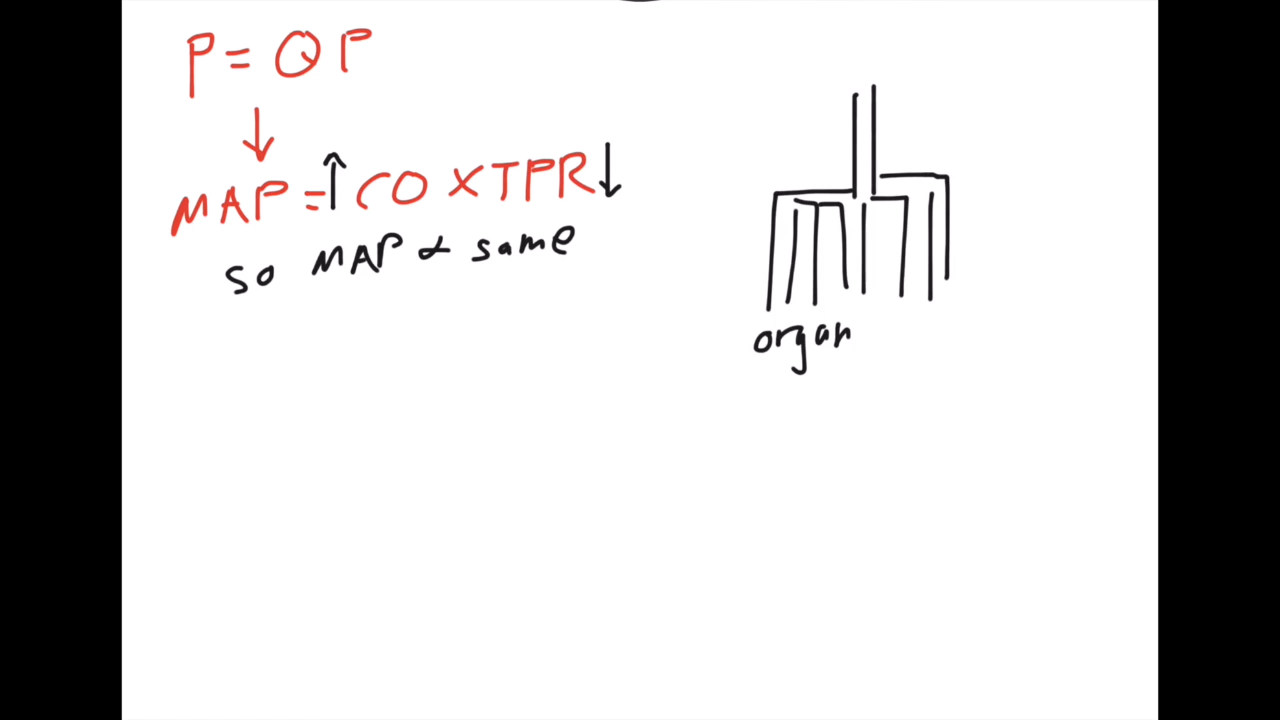 P = QP
↓
MAP = ↑ CO X TPR ↓
so MAP α same
organ